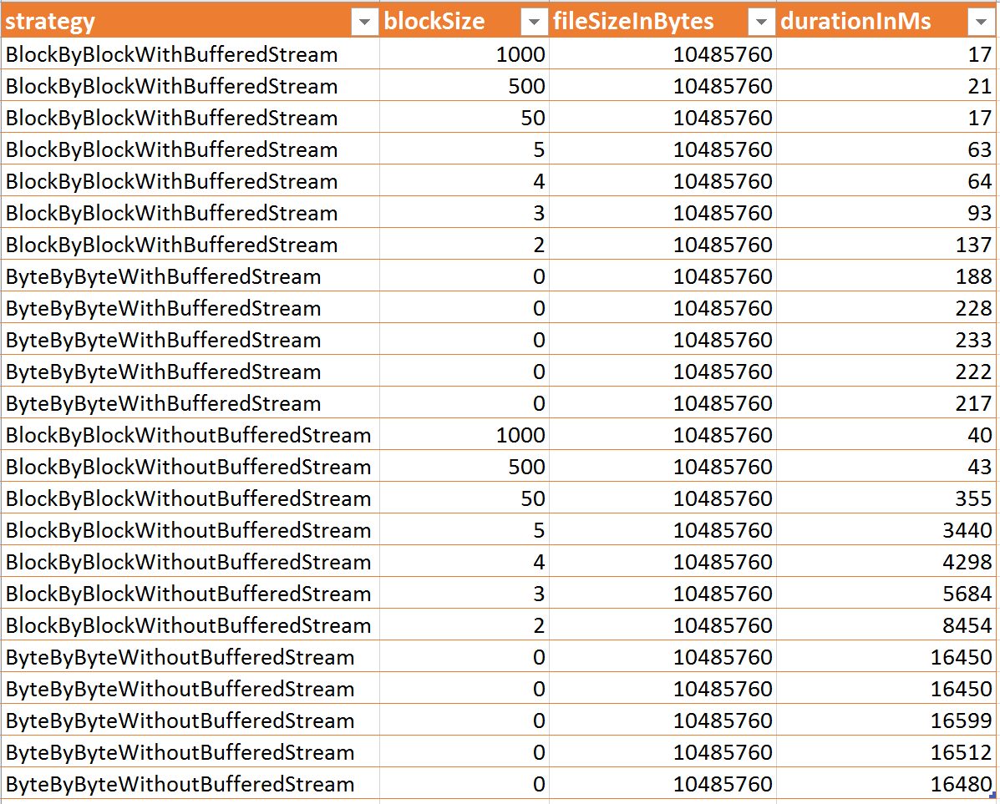 strategy blockSize fileSizeInBytes durationInMs
BlockByBlockWithBufferedStream 1000 10485760 17
BlockByBlockWithBufferedStream 500 10485760 21
BlockByBlockWithBufferedStream 50 10485760 17
BlockByBlockWithBufferedStream 5 10485760 63
BlockByBlockWithBufferedStream 4 10485760 64
BlockByBlockWithBufferedStream 3 10485760 93
BlockByBlockWithBufferedStream 2 10485760 137
ByteByByteWithBufferedStream 0 10485760 188
ByteByByteWithBufferedStream 0 10485760 228
ByteByByteWithBufferedStream 0 10485760 233
ByteByByteWithBufferedStream 0 10485760 222
ByteByByteWithBufferedStream 0 10485760 217
BlockByBlockWithoutBufferedStream 1000 10485760 40
BlockByBlockWithoutBufferedStream 500 10485760 43
BlockByBlockWithoutBufferedStream 50 10485760 355
BlockByBlockWithoutBufferedStream 5 10485760 3440
BlockByBlockWithoutBufferedStream 4 10485760 4298
BlockByBlockWithoutBufferedStream 3 10485760 5684
BlockByBlockWithoutBufferedStream 2 10485760 8454
ByteByByteWithoutBufferedStream 0 10485760 16450
ByteByByteWithoutBufferedStream 0 10485760 16450
ByteByByteWithoutBufferedStream 0 10485760 16599
ByteByByteWithoutBufferedStream 0 10485760 16512
ByteByByteWithoutBufferedStream 0 10485760 16480